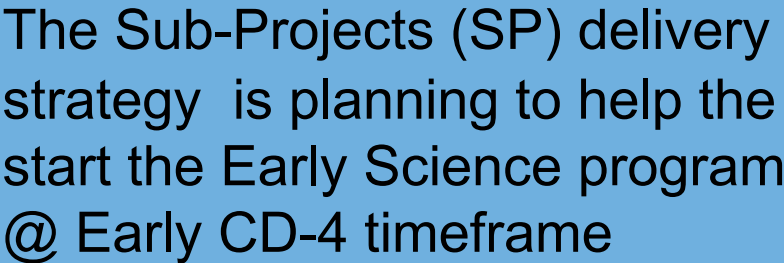 The Sub-Projects (SP) delivery
strategy  is planning to help the
start the Early Science program
@ Early CD-4 timeframe